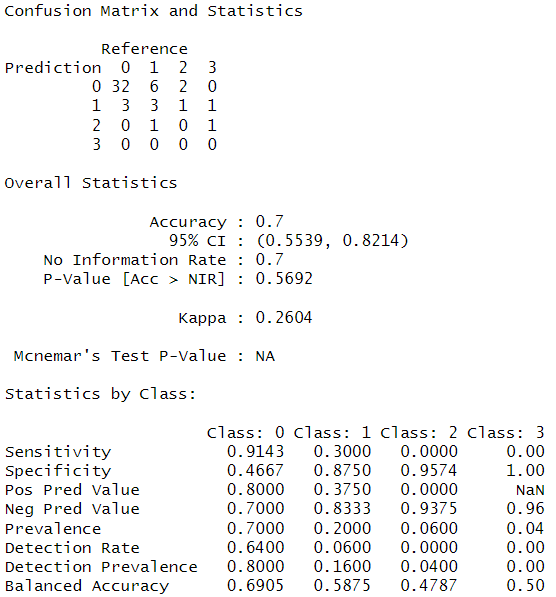 Confusion Matrix and Statistics
Reference
Prediction 0 1 2 3
0 32 6 2 0
1 3 3 1 1
2 0 1 0 1
3 0 0 0 0
Overall Statistics
Accuracy : 0.7
95% CI : (0.5539, 0.8214)
No Information Rate : 0.7
P-Value [Acc > NIR] : 0.5692
Kappa : 0.2604
Mcnemar's Test P-Value : NA
Statistics by Class:
Class: 0 Class: 1 Class: 2 Class: 3
Sensitivity 0.9143 0.3000 0.0000 0.00
Specificity 0.4667 0.8750 0.9574 1.00
Pos Pred Value 0.8000 0.3750 0.0000 NaN
Neg Pred Value 0.7000 0.8333 0.9375 0.96
Prevalence 0.7000 0.2000 0.0600 0.04
Detection Rate 0.6400 0.0600 0.0000 0.00
Detection Prevalence 0.8000 0.1600 0.0400 0.00
Balanced Accuracy 0.6905 0.5875 0.4787 0.50